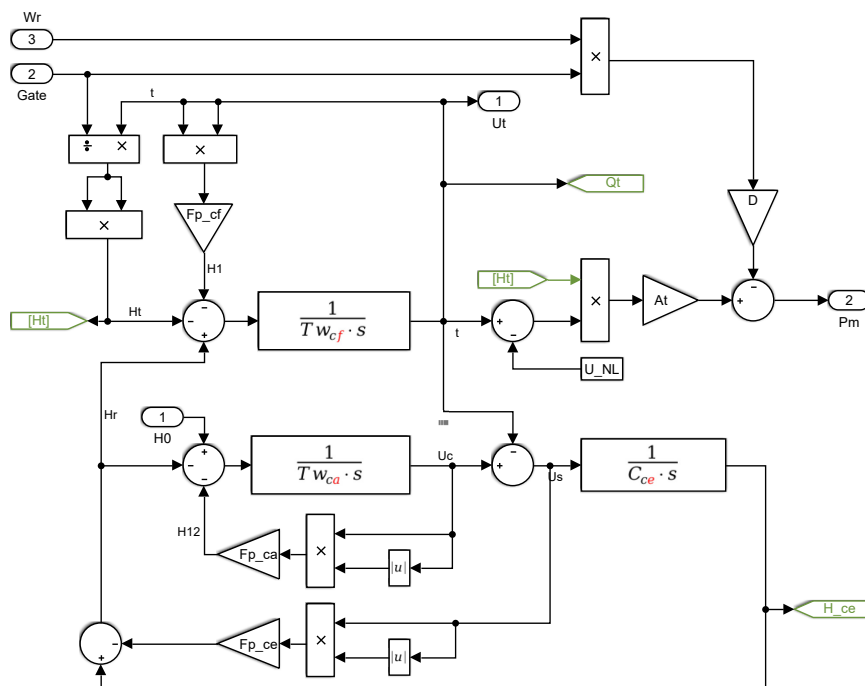 Wr
3
2
Gate
t
1
Ut
÷ ×
×
×
×
Fp_cf
H1
Qt
D
[Ht]
Ht
−
−
+
1
Tw_cf · s
t
+
−
[Ht]
×
At
+
−
2
Pm
U_NL
Hr
1
H0
+
−
−
1
Tw_ca · s
Uc
+
−
Us
1
C_ce · s
H12
Fp_ca
×
|u|
H_ce
−
+
Fp_ce
×
|u|